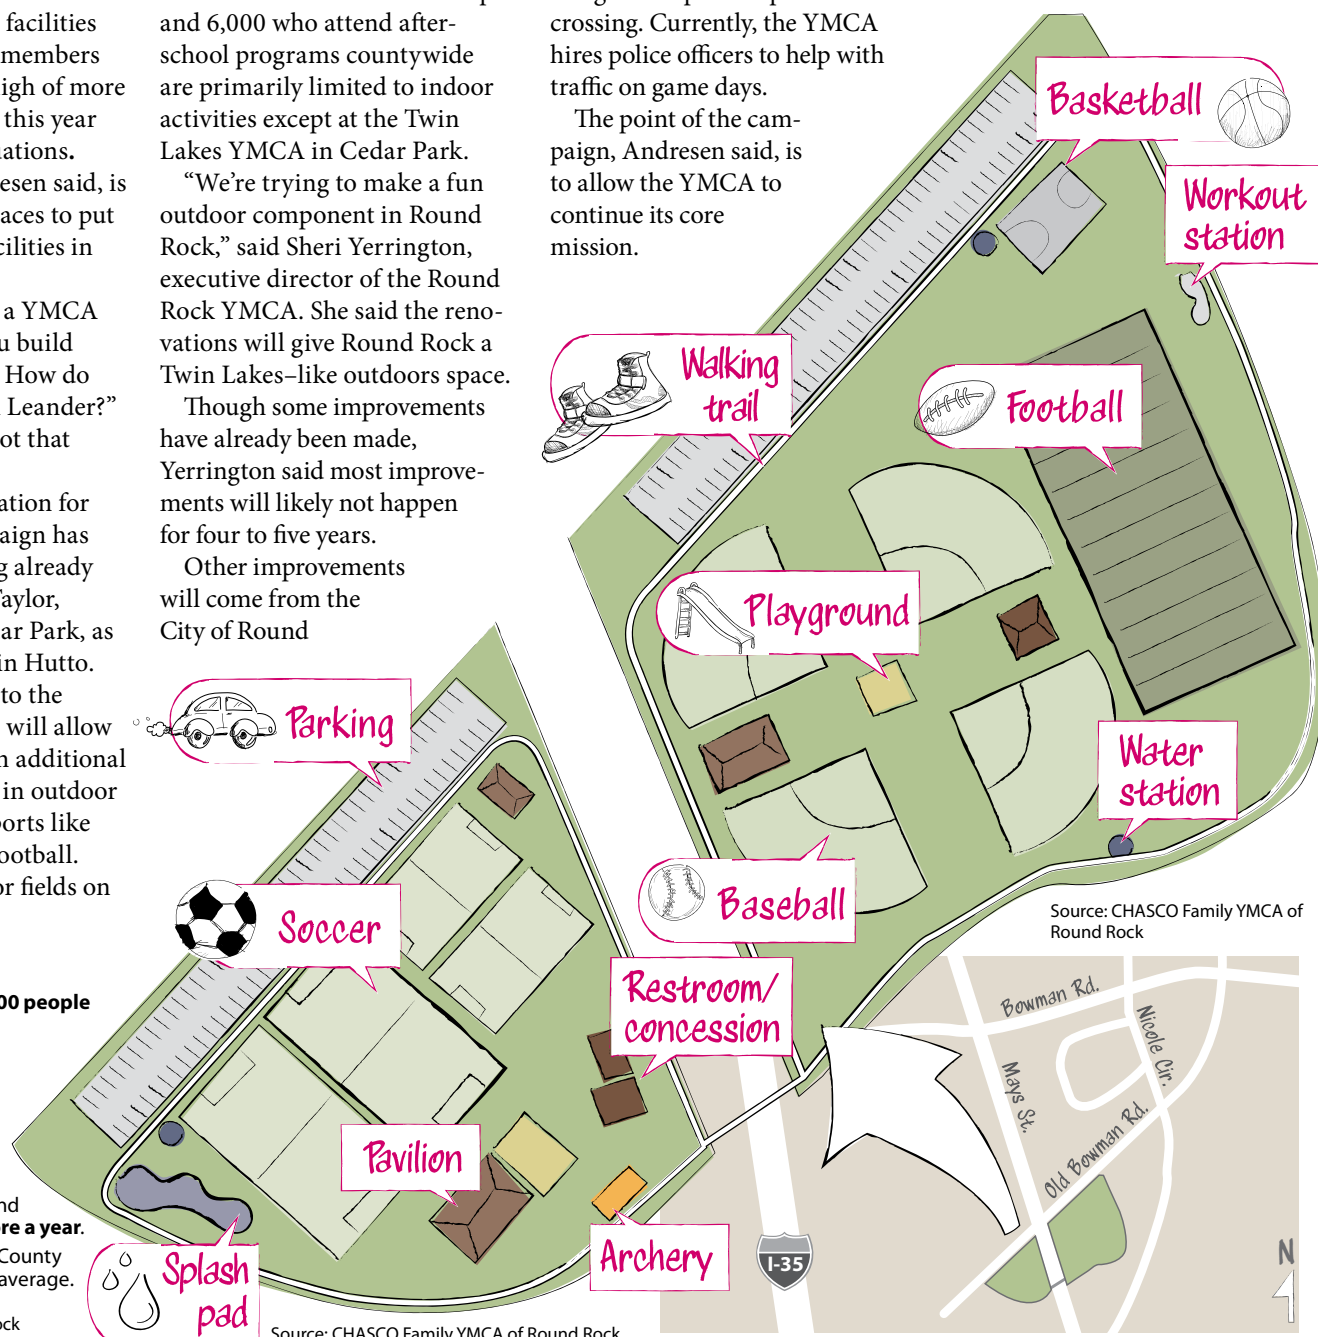 facilities
members
igh of more
this year
uations.
esen said, is
aces to put
cilities in
a YMCA
u build
How do
Leander?"
ot that
ation for
aign has
g already
Taylor,
ar Park, as
in Hutto.
to the
will allow
n additional
in outdoor
orts like
ootball.
or fields on
00 people
nd
re a year.
County
average.
ock
and 6,000 who attend after-
school programs countywide
are primarily limited to indoor
activities except at the Twin
Lakes YMCA in Cedar Park.
“We’re trying to make a fun
outdoor component in Round
Rock,” said Sheri Yerrington,
executive director of the Round
Rock YMCA. She said the reno-
vations will give Round Rock a
Twin Lakes–like outdoors space.
Though some improvements
have already been made,
Yerrington said most improve-
ments will likely not happen
for four to five years.
Other improvements
will come from the
City of Round
crossing. Currently, the YMCA
hires police officers to help with
traffic on game days.
The point of the cam-
paign, Andresen said, is
to allow the YMCA to
continue its core
mission.
Basketball
Workout
station
Walking
trail
Football
Playground
Parking
Water
station
Soccer
Baseball
Restroom/
concession
Pavilion
Archery
Splash
pad
Source: CHASCO Family YMCA of
Round Rock
Bowman Rd.
Nicole Cir.
Mays St.
Old Bowman Rd.
I-35
N
Source: CHASCO Family YMCA of Round Rock